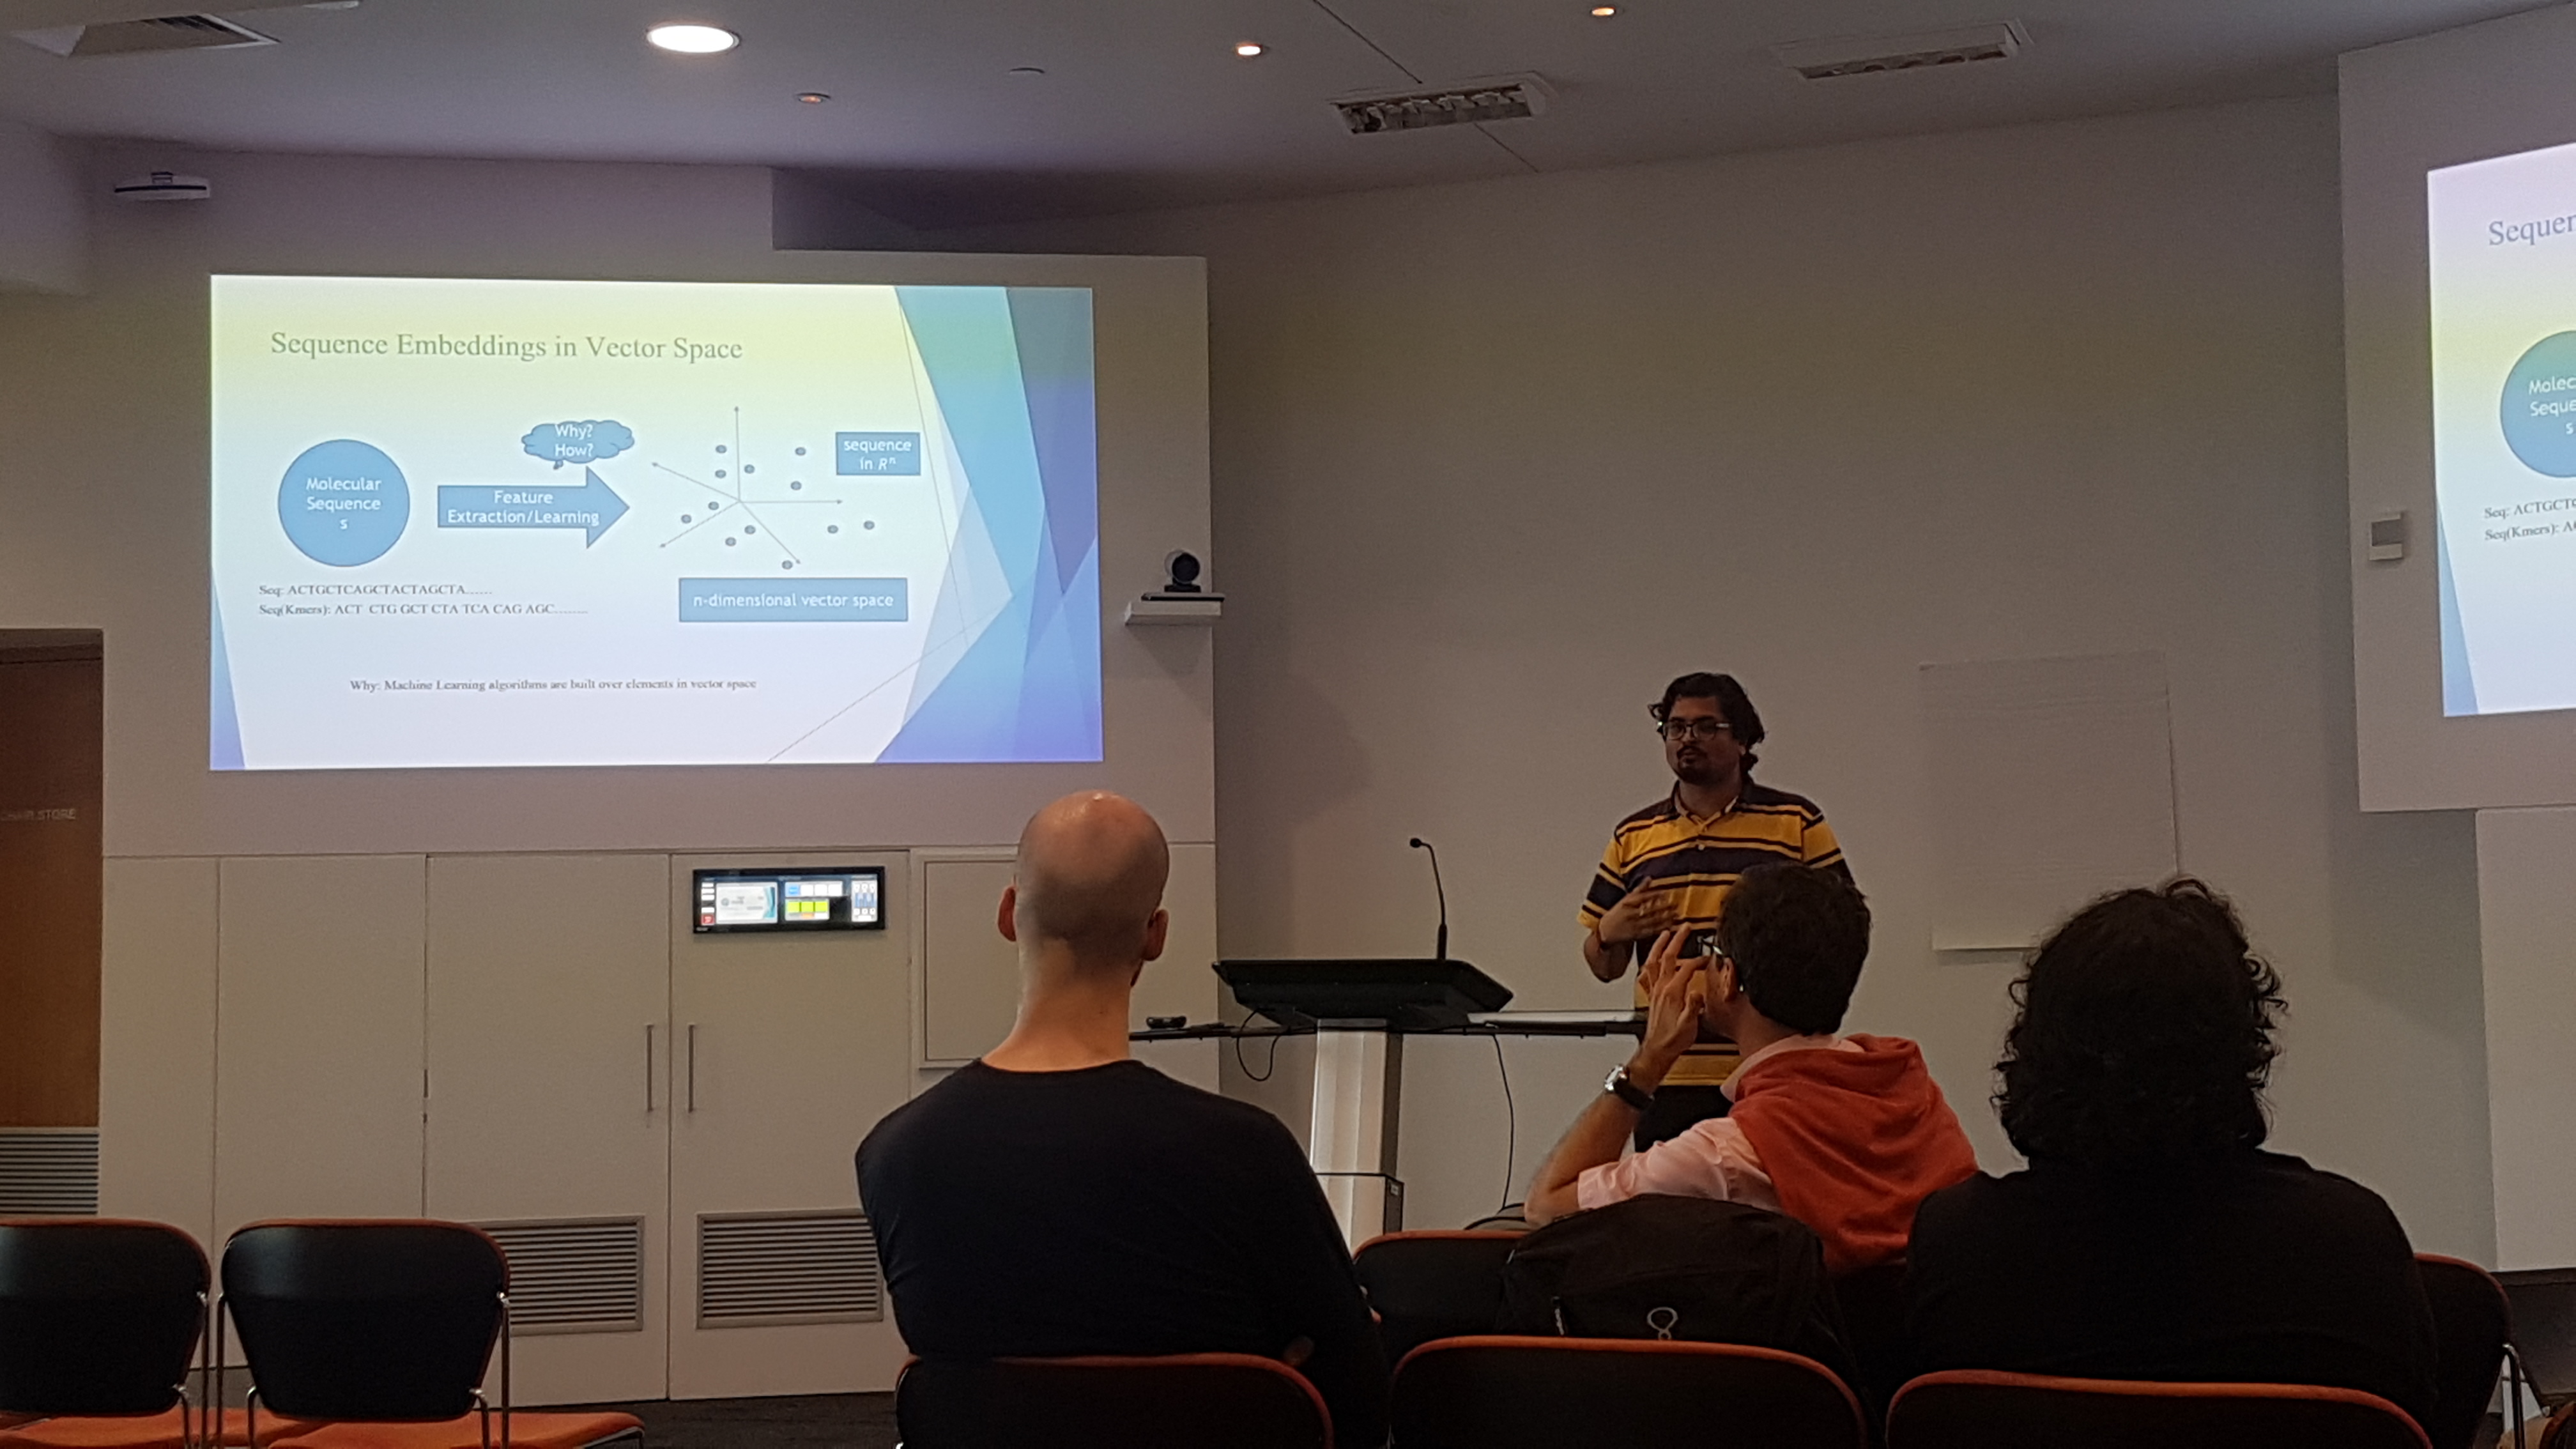 Sequence Embeddings in Vector Space
Why?
How?
Molecular
Sequence
s
Feature
Extraction/Learning
sequence
in Rⁿ
n-dimensional vector space
Seq: ACTGCTCAGCTACTAGCTA......
Seq(Kmers): ACT CTG GCT CTA TCA CAG AGC........
Why: Machine Learning algorithms are built over elements in vector space
STORE
Sequen
Molec
Seque
s
Seq: ACTGCT
Seq(Kmers): A